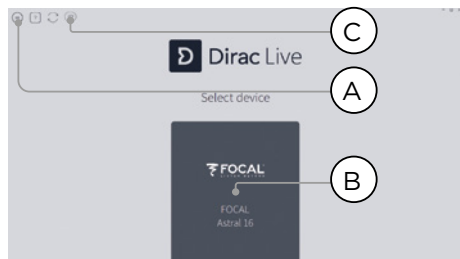 C
Dirac Live
A
Select device
FOCAL
B
FOCAL
Astral 16